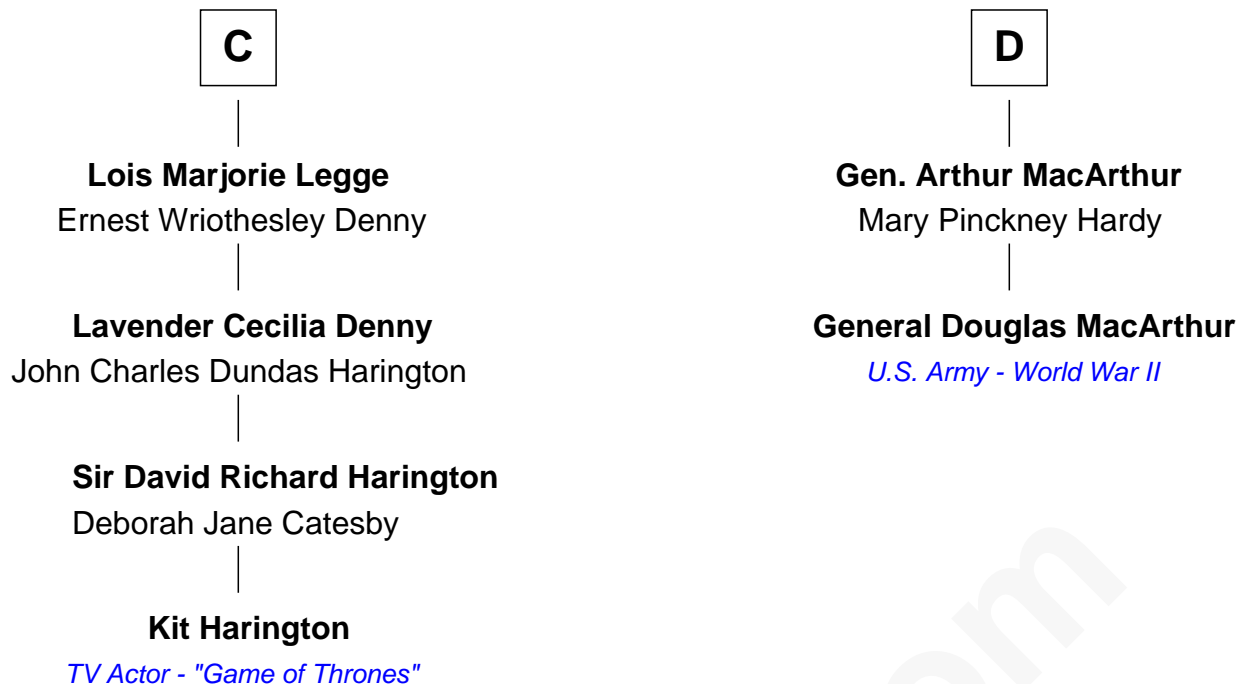 C
Lois Marjorie Legge
Ernest Wriothesley Denny
Lavender Cecilia Denny
John Charles Dundas Harington
Sir David Richard Harington
Deborah Jane Catesby
Kit Harington
TV Actor - "Game of Thrones"
D
Gen. Arthur MacArthur
Mary Pinckney Hardy
General Douglas MacArthur
U.S. Army - World War II
om